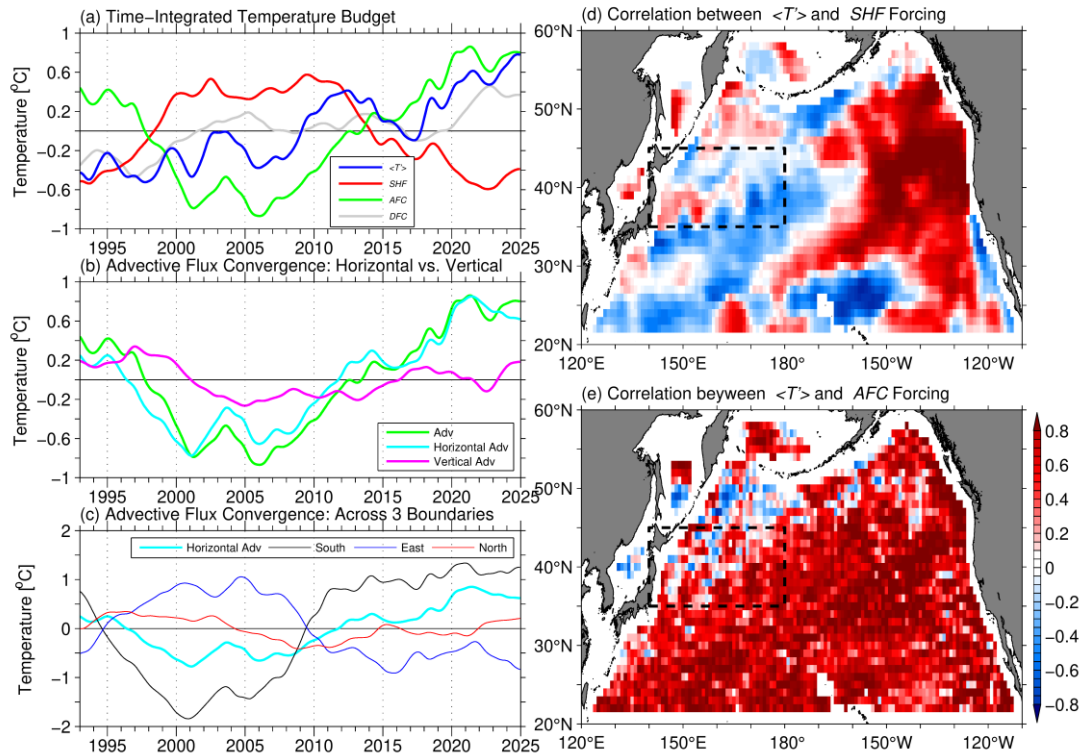 (a) Time−Integrated Temperature Budget
Temperature [°C]
1
0.6
0.2
−0.2
−0.6
−1
<T'>
SHF
AFC
DFC
1995 2000 2005 2010 2015 2020 2025
(b) Advective Flux Convergence: Horizontal vs. Vertical
Temperature [°C]
1
0.6
0.2
−0.2
−0.6
−1
Adv
Horizontal Adv
Vertical Adv
1995 2000 2005 2010 2015 2020 2025
(c) Advective Flux Convergence: Across 3 Boundaries
Temperature [°C]
2
1
0
−1
−2
Horizontal Adv South East North
1995 2000 2005 2010 2015 2020 2025
(d) Correlation between <T'> and SHF Forcing
60°N
50°N
40°N
30°N
20°N
120°E 150°E 180° 150°W 120°W
(e) Correlation beyween <T'> and AFC Forcing
60°N
50°N
40°N
30°N
20°N
120°E 150°E 180° 150°W 120°W
0.8
0.6
0.4
0.2
0
−0.2
−0.4
−0.6
−0.8